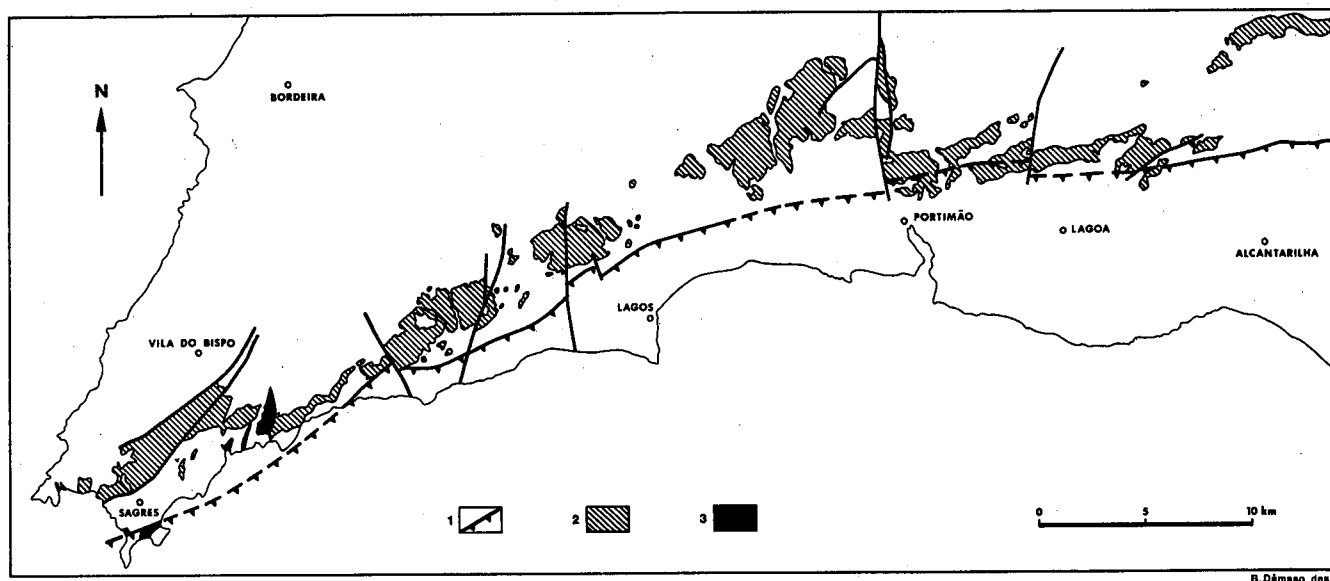 N
BORDEIRA
PORTIMÃO
LAGOA
ALCANTARILHA
LAGOS
VILA DO BISPO
SAGRES
1
2
3
0 5 10 km
B. Dâmaso des